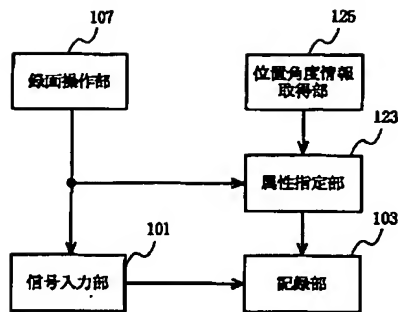 107
録画操作部
125
位置角度情報
取得部
123
属性指定部
101
信号入力部
103
記録部